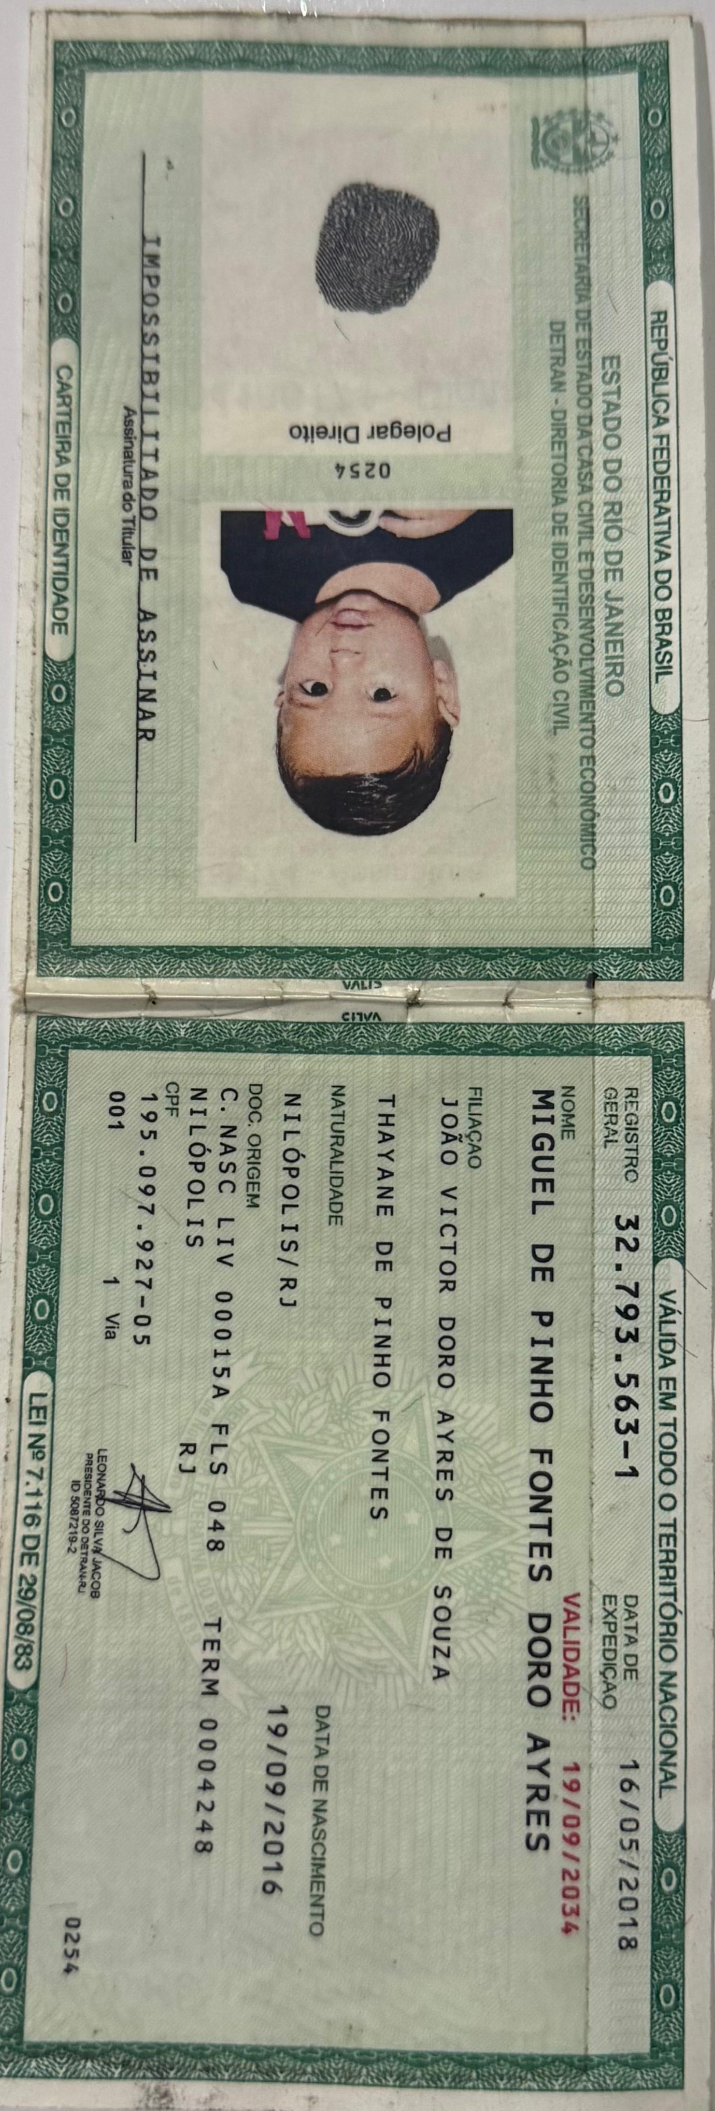 REPÚBLICA FEDERATIVA DO BRASIL
ESTADO DO RIO DE JANEIRO
SECRETARIA DE ESTADO DA CASA CIVIL E DESENVOLVIMENTO ECONÔMICO
DETRAN - DIRETORIA DE IDENTIFICAÇÃO CIVIL
Polegar Direito
0254
IMPOSSIBILITADO DE ASSINAR
Assinatura do Titular
CARTEIRA DE IDENTIDADE
VÁLIDA EM TODO O TERRITÓRIO NACIONAL
REGISTRO GERAL 32.793.563-1 DATA DE EXPEDIÇÃO 16/05/2018
VALIDADE: 19/09/2034
NOME
MIGUEL DE PINHO FONTES DORO AYRES
FILIAÇÃO
JOÃO VICTOR DORO AYRES DE SOUZA
THAYANE DE PINHO FONTES
NATURALIDADE DATA DE NASCIMENTO
NILÓPOLIS/RJ 19/09/2016
DOC. ORIGEM
C. NASC LIV 00015A FLS 048 TERM 0004248
NILÓPOLIS RJ
CPF
195.097.927-05
001 1 Via
LEONARDO SILVA JACOB
PRESIDENTE DO DETRAN-RJ
ID 5087219-2
0254
LEI Nº 7.116 DE 29/08/83